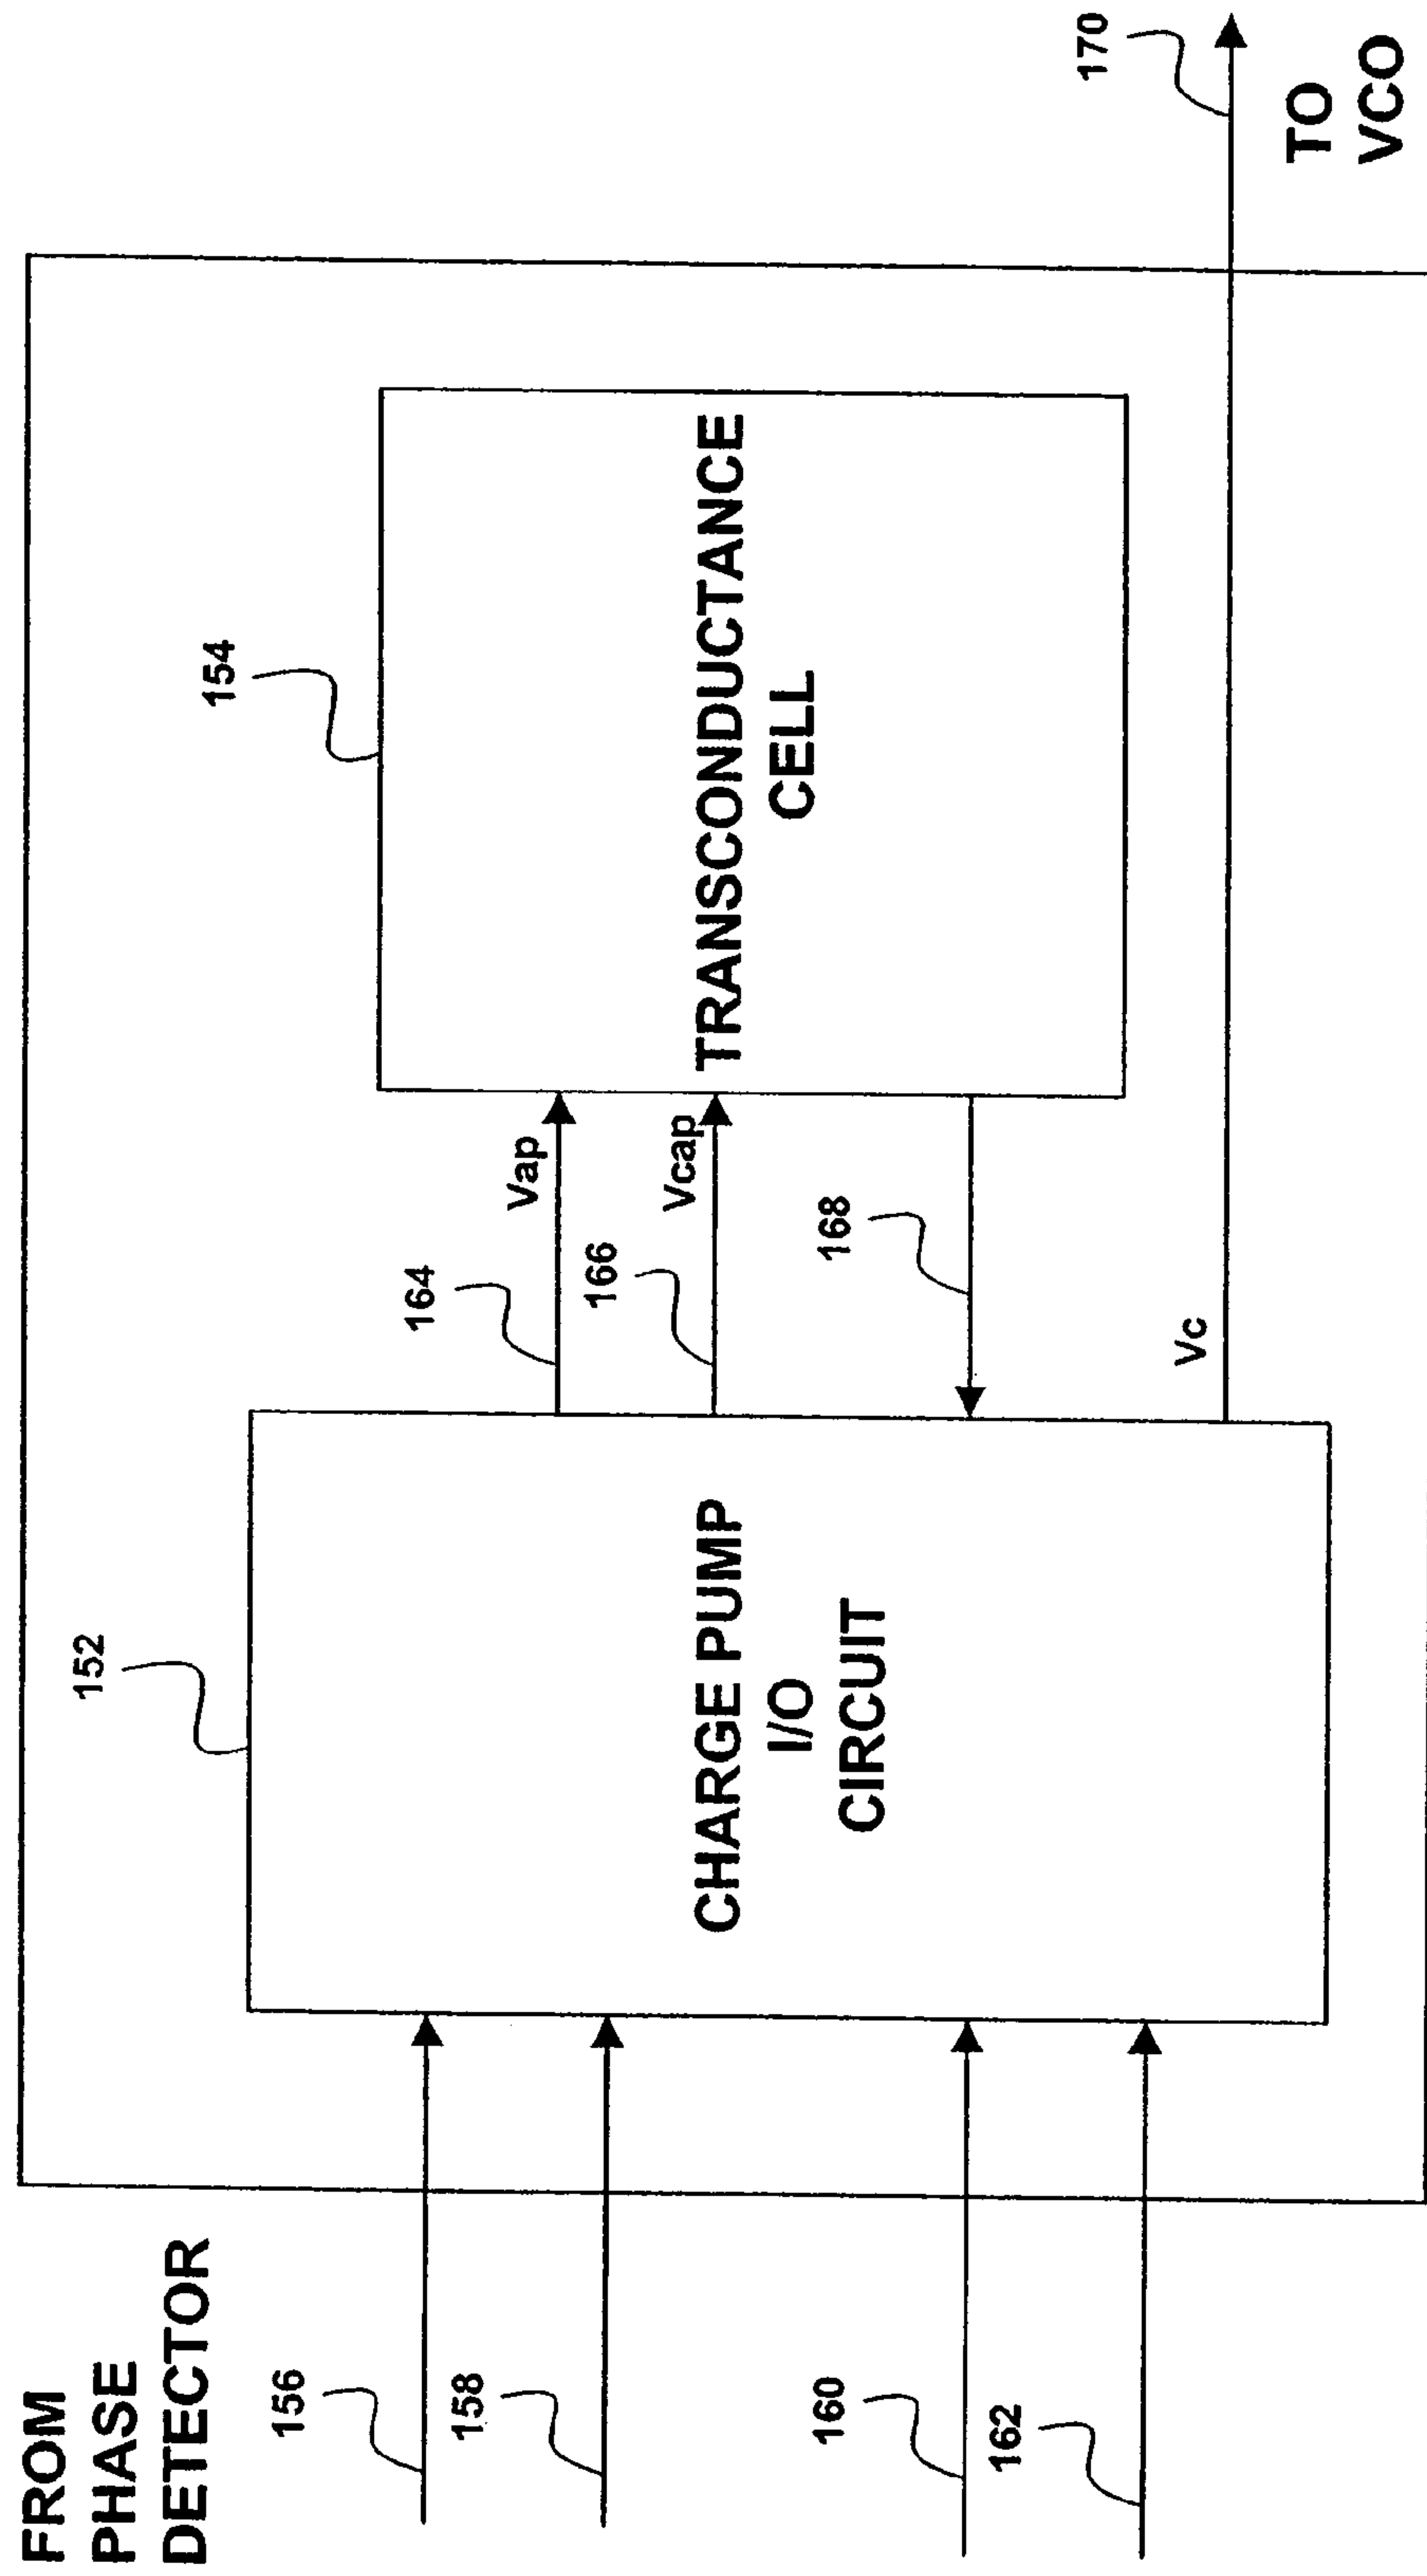 FROM
PHASE
DETECTOR
156
158
160
162
152
CHARGE PUMP
I/O
CIRCUIT
164
Vap
166
Vcap
168
Vc
154
TRANSCONDUCTANCE
CELL
170
TO
VCO